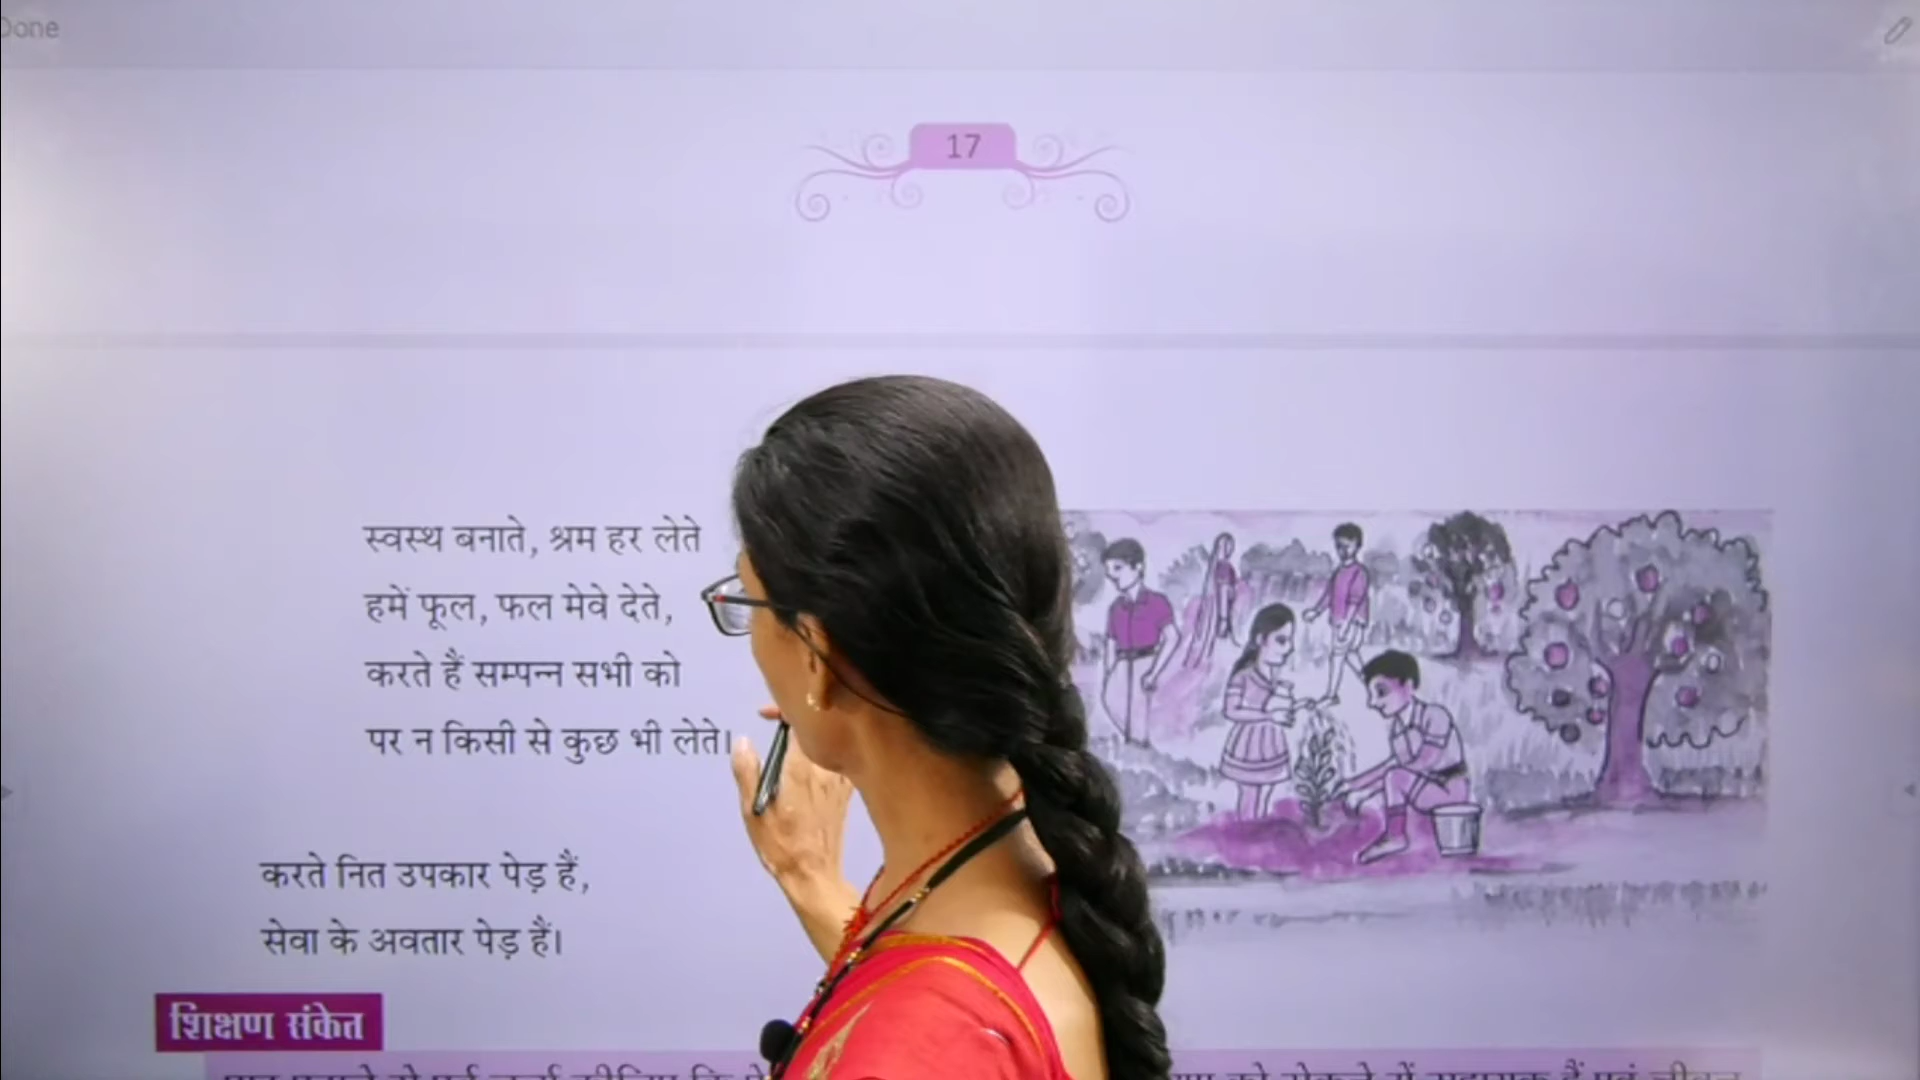 Done
17
स्वस्थ बनाते, श्रम हर लेते
हमें फूल, फल मेवे देते,
करते हैं सम्पन्न सभी को
पर न किसी से कुछ भी लेते।
करते नित उपकार पेड़ हैं,
सेवा के अवतार पेड़ हैं।
शिक्षण संकेत